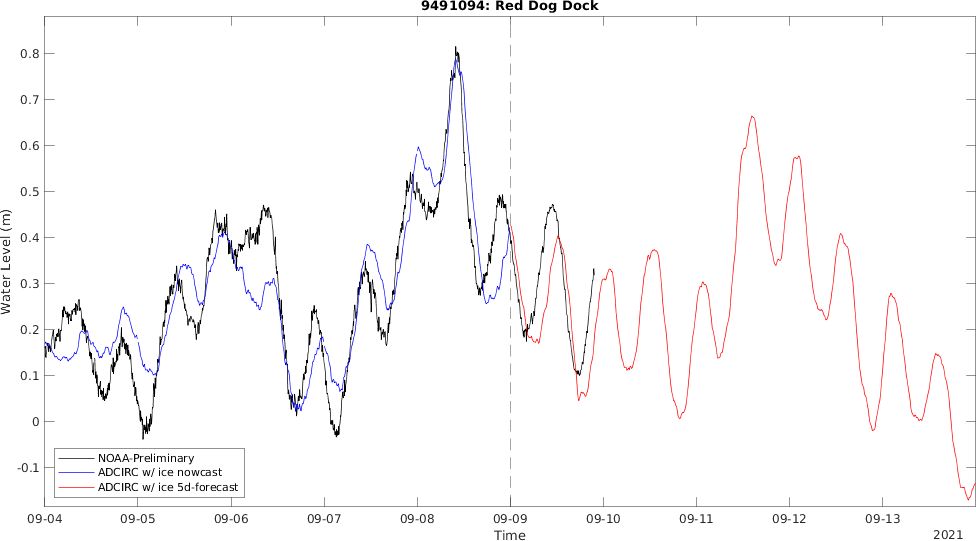 9491094: Red Dog Dock
Water Level (m)
0.8
0.7
0.6
0.5
0.4
0.3
0.2
0.1
0
-0.1
NOAA-Preliminary
ADCIRC w/ ice nowcast
ADCIRC w/ ice 5d-forecast
09-04 09-05 09-06 09-07 09-08 09-09 09-10 09-11 09-12 09-13
Time
2021